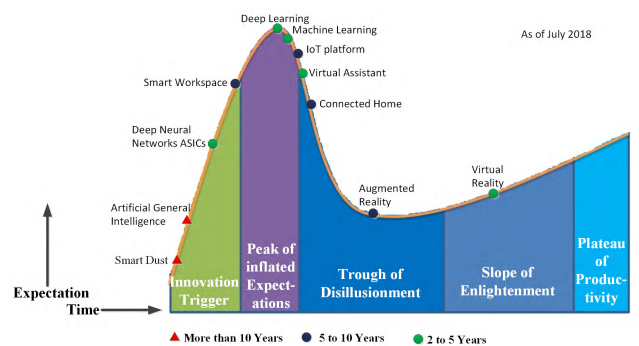 Deep Learning
Machine Learning
As of July 2018
IoT platform
Virtual Assistant
Smart Workspace
Connected Home
Deep Neural
Networks ASICs
Virtual
Reality
Augmented
Reality
Artificial General
Intelligence
Smart Dust
Innovation
Trigger
Peak of
inflated
Expect-
ations
Trough of
Disillusionment
Slope of
Enlightenment
Plateau
of
Produc-
tivity
Expectation
Time
More than 10 Years
5 to 10 Years
2 to 5 Years